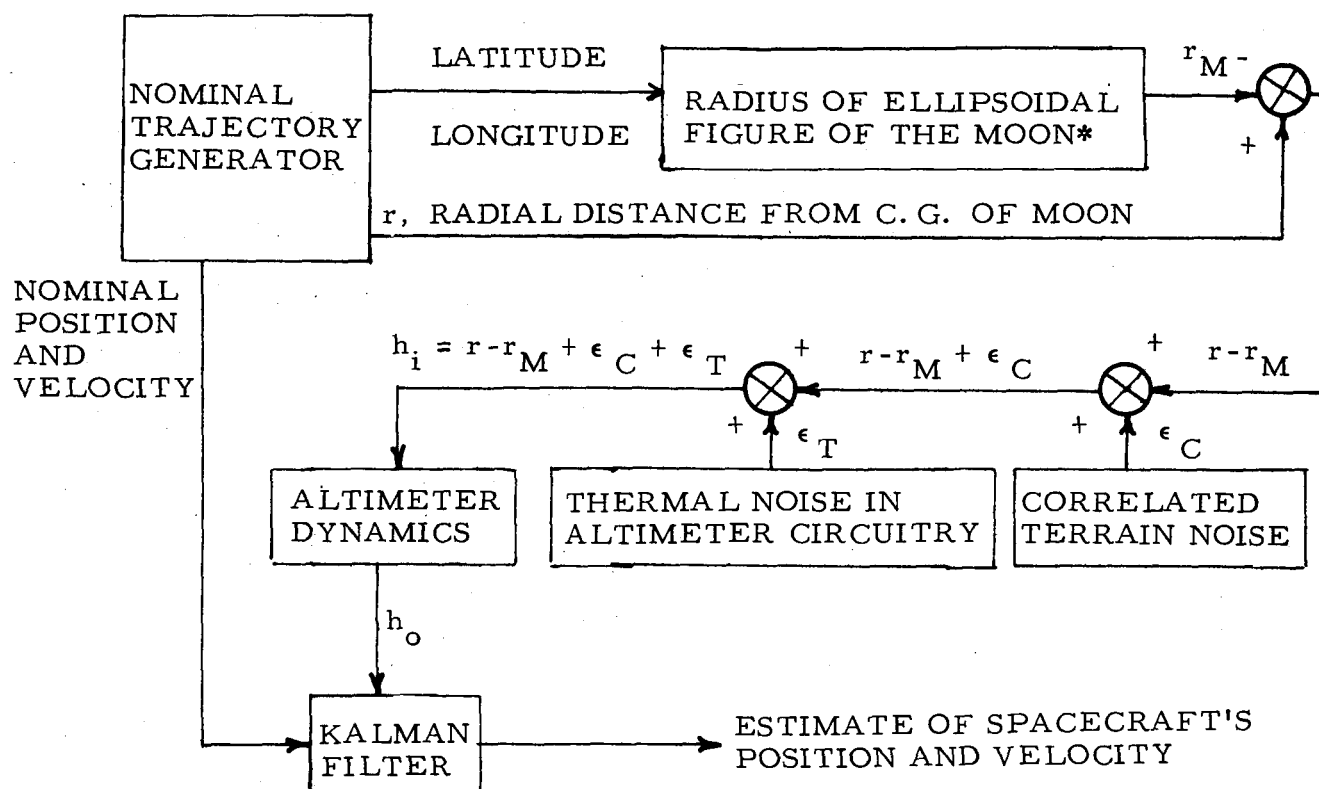 NOMINAL
TRAJECTORY
GENERATOR
LATITUDE
LONGITUDE
RADIUS OF ELLIPSOIDAL
FIGURE OF THE MOON*
r_M -
+
r, RADIAL DISTANCE FROM C. G. OF MOON
NOMINAL
POSITION
AND
VELOCITY
h_i = r-r_M + ϵ_C + ϵ_T
+
r-r_M + ϵ_C
+
r-r_M
+
ϵ_T
+
ϵ_C
ALTIMETER
DYNAMICS
THERMAL NOISE IN
ALTIMETER CIRCUITRY
CORRELATED
TERRAIN NOISE
h_o
KALMAN
FILTER
ESTIMATE OF SPACECRAFT'S
POSITION AND VELOCITY